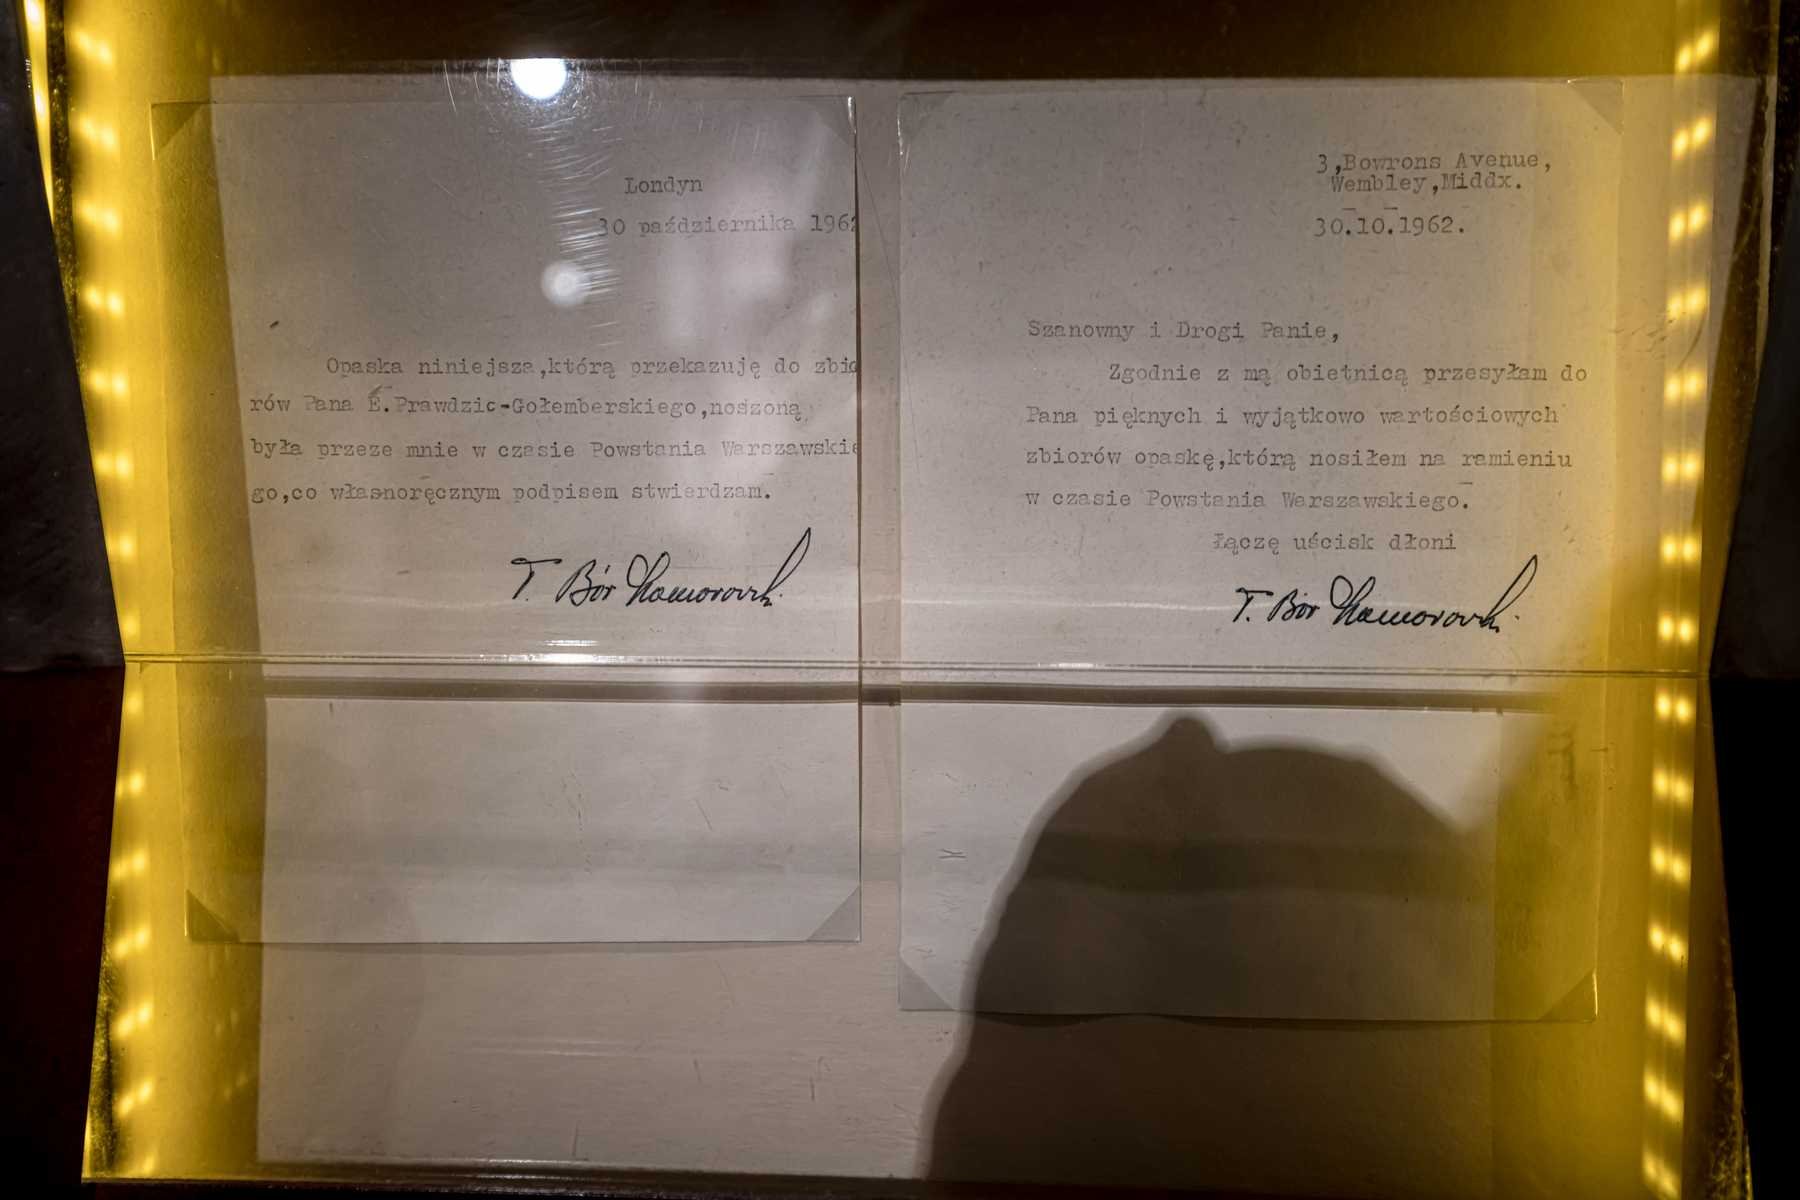 Londyn
30 października 1962
Opaska niniejsza,którą przekazuję do zbio
rów Pana E.Prawdzic-Gołemberskiego,noszoną
była przeze mnie w czasie Powstania Warszawskie
go,co własnoręcznym podpisem stwierdzam.
T. Bór Komorowski
3,Bowrons Avenue,
Wembley,Middx.
30.10.1962.
Szanowny i Drogi Panie,
Zgodnie z mą obietnicą przesyłam do
Pana pięknych i wyjątkowo wartościowych
zbiorów opaskę,którą nosiłem na ramieniu
w czasie Powstania Warszawskiego.
łączę uścisk dłoni
T. Bór Komorowski